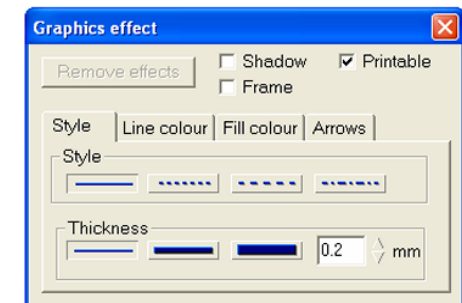 Graphics effect
Remove effects
Shadow
Printable
Frame
Style Line colour Fill colour Arrows
Style
Thickness
0.2 mm